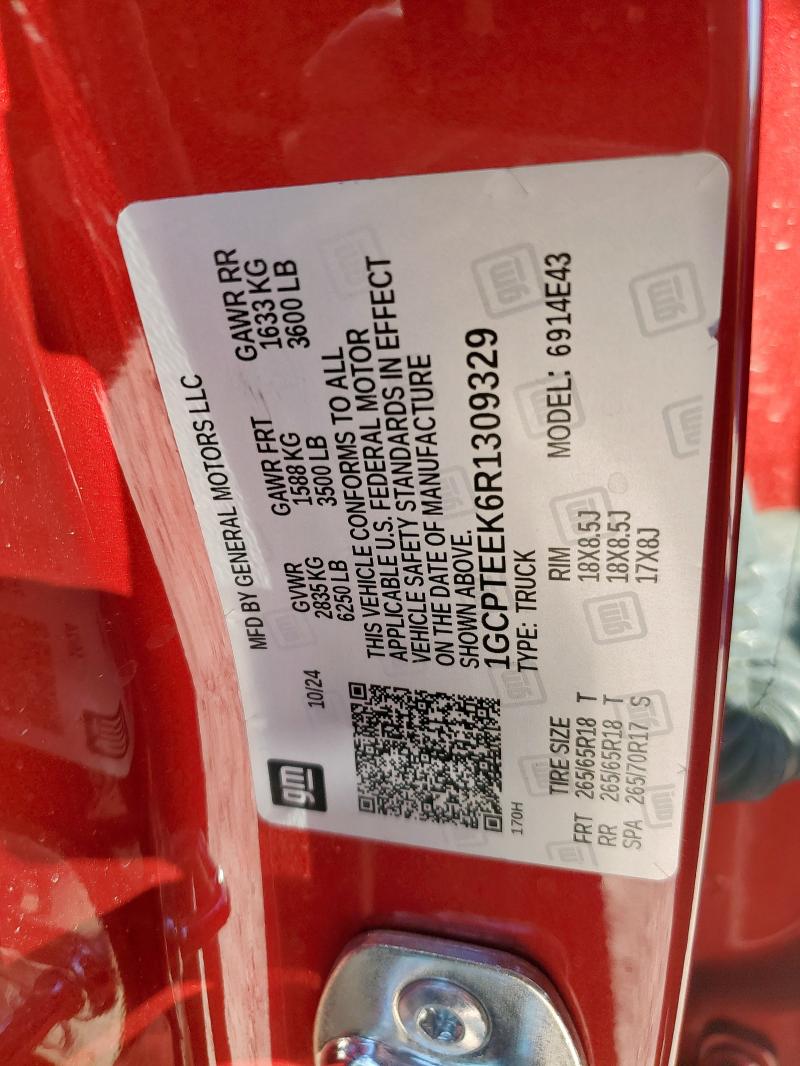 gm
MFD BY GENERAL MOTORS LLC
10/24
GVWR GAWR FRT GAWR RR
2835 KG 1588 KG 1633 KG
6250 LB 3500 LB 3600 LB
THIS VEHICLE CONFORMS TO ALL
APPLICABLE U.S. FEDERAL MOTOR
VEHICLE SAFETY STANDARDS IN EFFECT
ON THE DATE OF MANUFACTURE
SHOWN ABOVE.
1GCPTEEK6R1309329
170H
TYPE: TRUCK MODEL: 6914E43
TIRE SIZE RIM
FRT 265/65R18 T 18X8.5J
RR 265/65R18 T 18X8.5J
SPA 265/70R17 S 17X8J